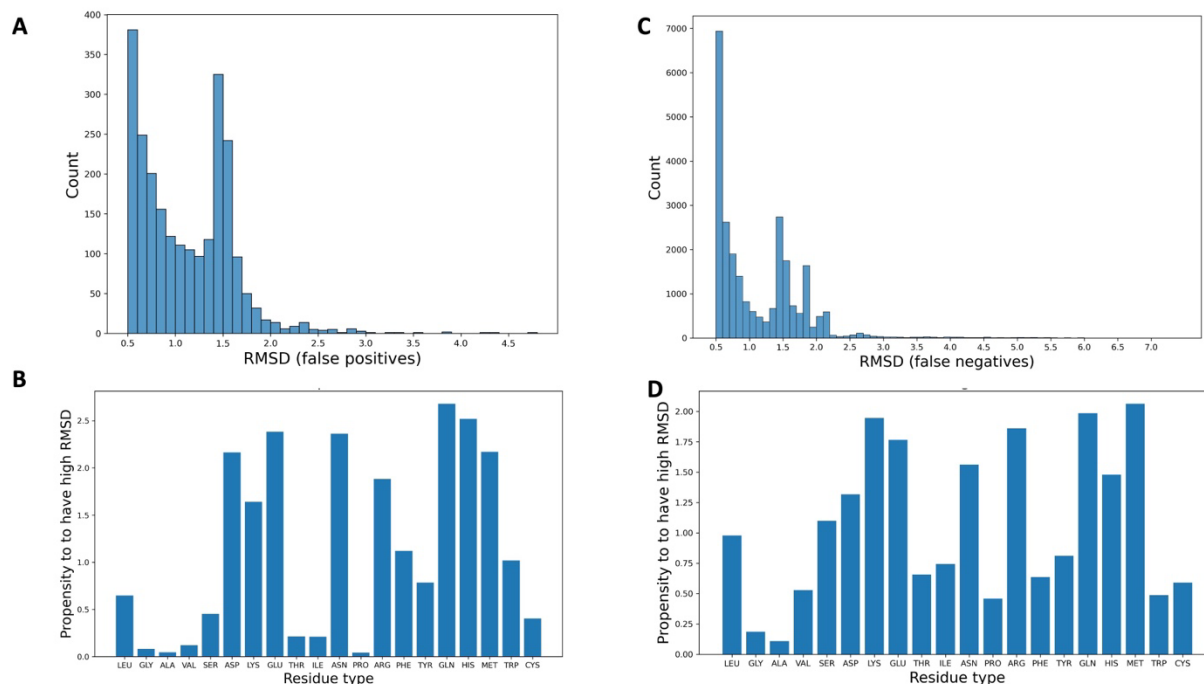 A
400
350
300
250
200
150
100
50
0
Count
0.5 1.0 1.5 2.0 2.5 3.0 3.5 4.0 4.5
RMSD (false positives)
B
2.5
2.0
1.5
1.0
0.5
0.0
Propensity to to have high RMSD
LEU GLY ALA VAL SER ASP LYS GLU THR ILE ASN PRO ARG PHE TYR GLN HIS MET TRP CYS
Residue type
C
7000
6000
5000
4000
3000
2000
1000
0
Count
0.5 1.0 1.5 2.0 2.5 3.0 3.5 4.0 4.5 5.0 5.5 6.0 7.0
RMSD (false negatives)
D
2.00
1.75
1.50
1.25
1.00
0.75
0.50
0.25
0.00
Propensity to to have high RMSD
LEU GLY ALA VAL SER ASP LYS GLU THR ILE ASN PRO ARG PHE TYR GLN HIS MET TRP CYS
Residue type